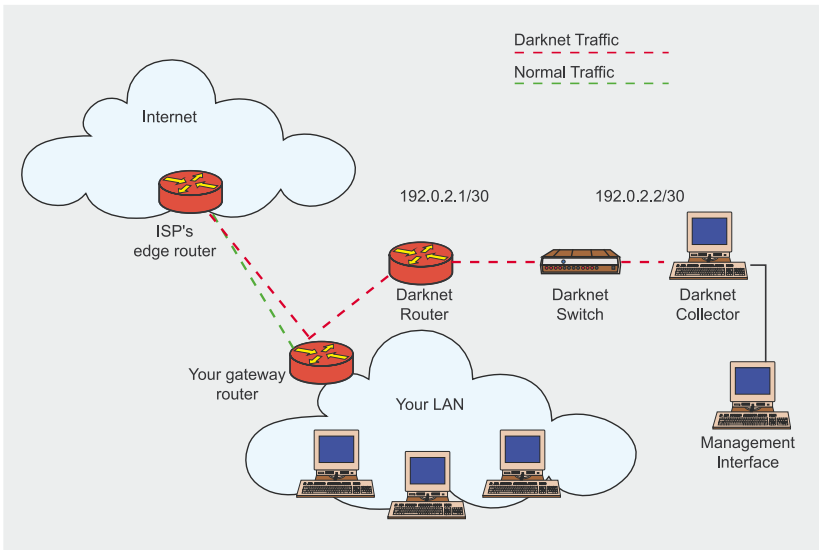 Darknet Traffic
Normal Traffic
Internet
192.0.2.1/30
192.0.2.2/30
ISP's
edge router
Darknet
Router
Darknet
Switch
Darknet
Collector
Your gateway
router
Your LAN
Management
Interface